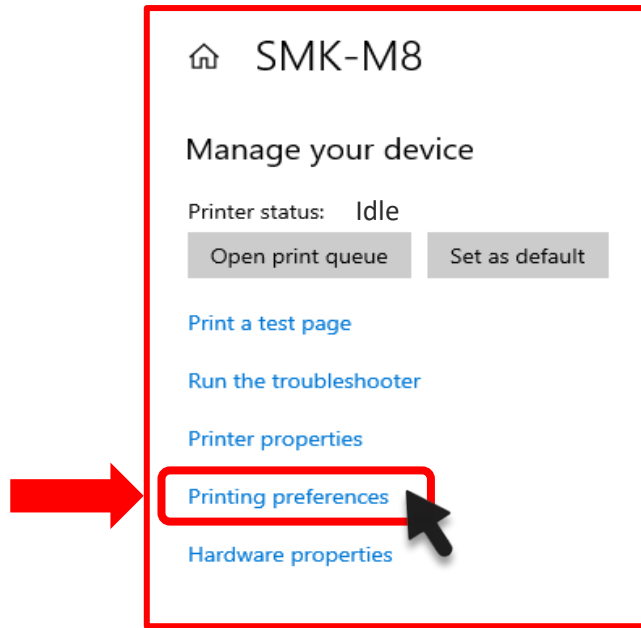 SMK-M8
Manage your device
Printer status: Idle
Open print queue Set as default
Print a test page
Run the troubleshooter
Printer properties
Printing preferences
Hardware properties